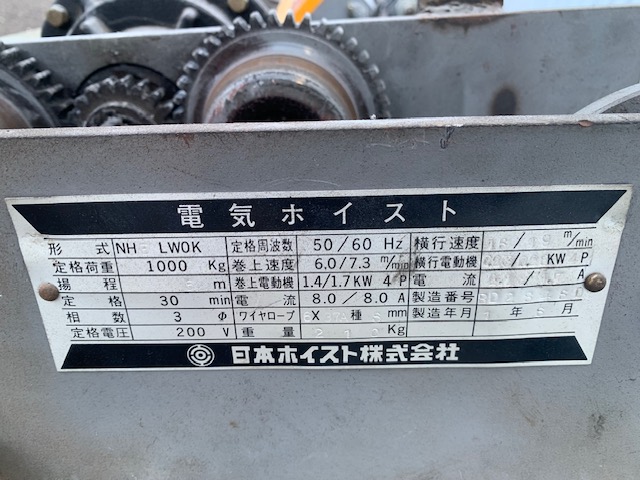 電気ホイスト
形式 NH LWOK 定格周波数 50/60 Hz 横行速度 / m/min
定格荷重 1000 Kg 巻上速度 6.0/7.3 m/min 横行電動機 / KW P
揚程 m 巻上電動機 1.4/1.7KW 4P 電流 / A
定格 30 min 電流 8.0/8.0 A 製造番号
相数 3 Φ ワイヤロープ X 種 mm 製造年月 年 月
定格電圧 200 V 重量 Kg
日本ホイスト株式会社